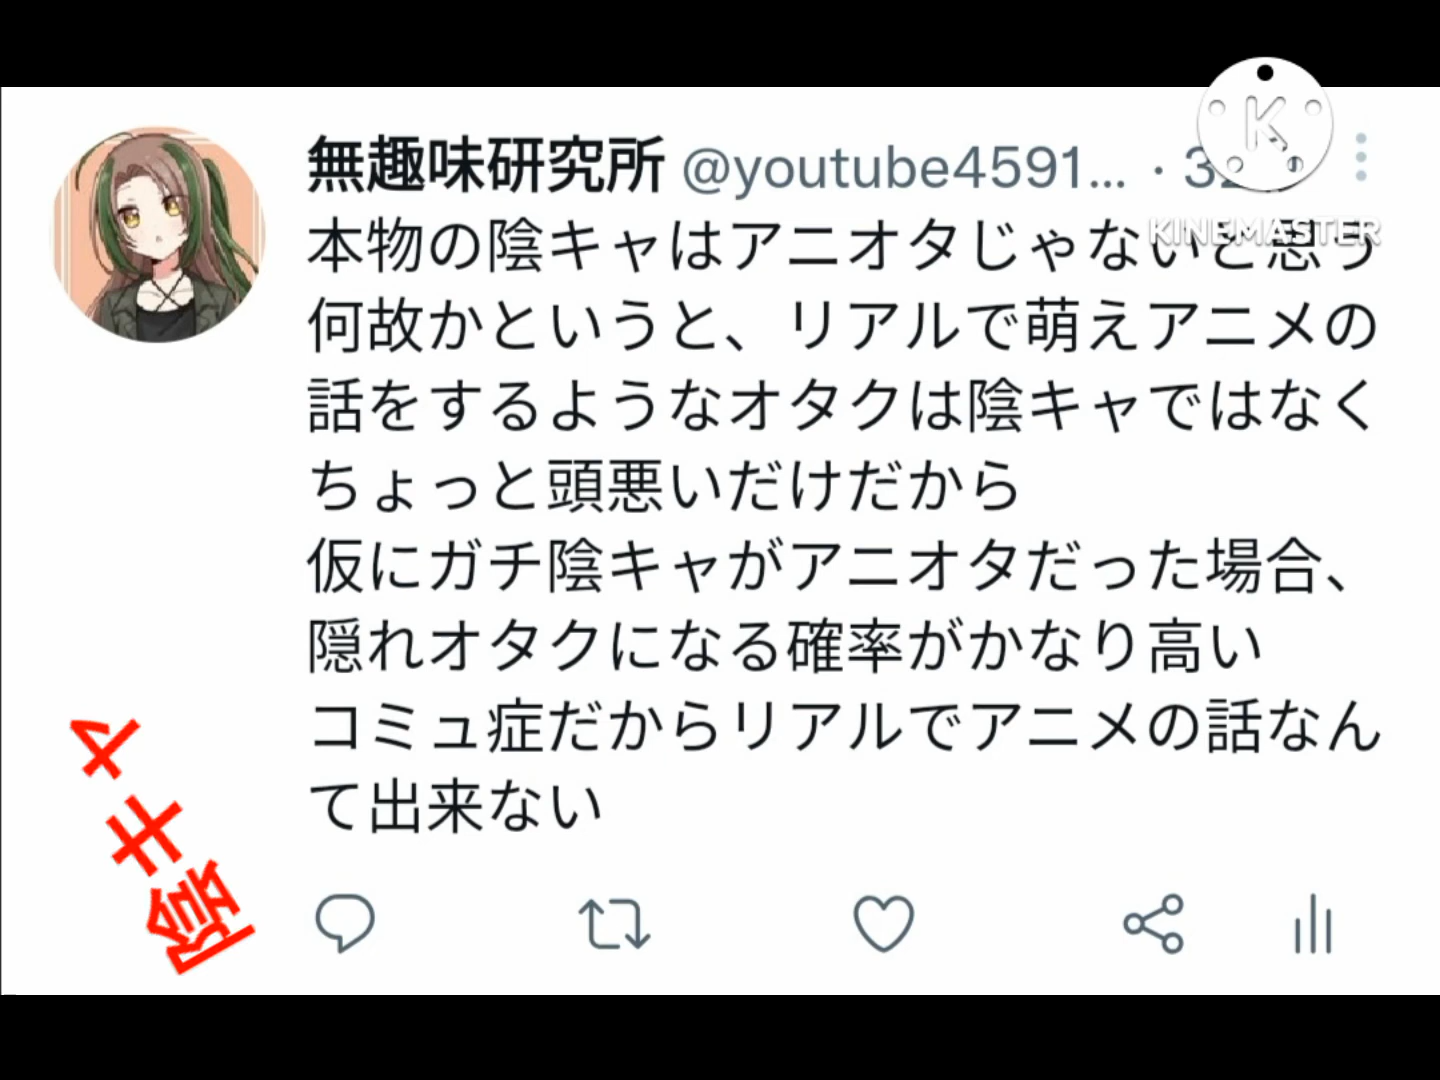 無趣味研究所 @youtube4591... ·
本物の陰キャはアニオタじゃないと思う
何故かというと、リアルで萌えアニメの
話をするようなオタクは陰キャではなく
ちょっと頭悪いだけだから
仮にガチ陰キャがアニオタだった場合、
隠れオタクになる確率がかなり高い
コミュ症だからリアルでアニメの話なん
て出来ない
陰キャ
K
KINEMASTER